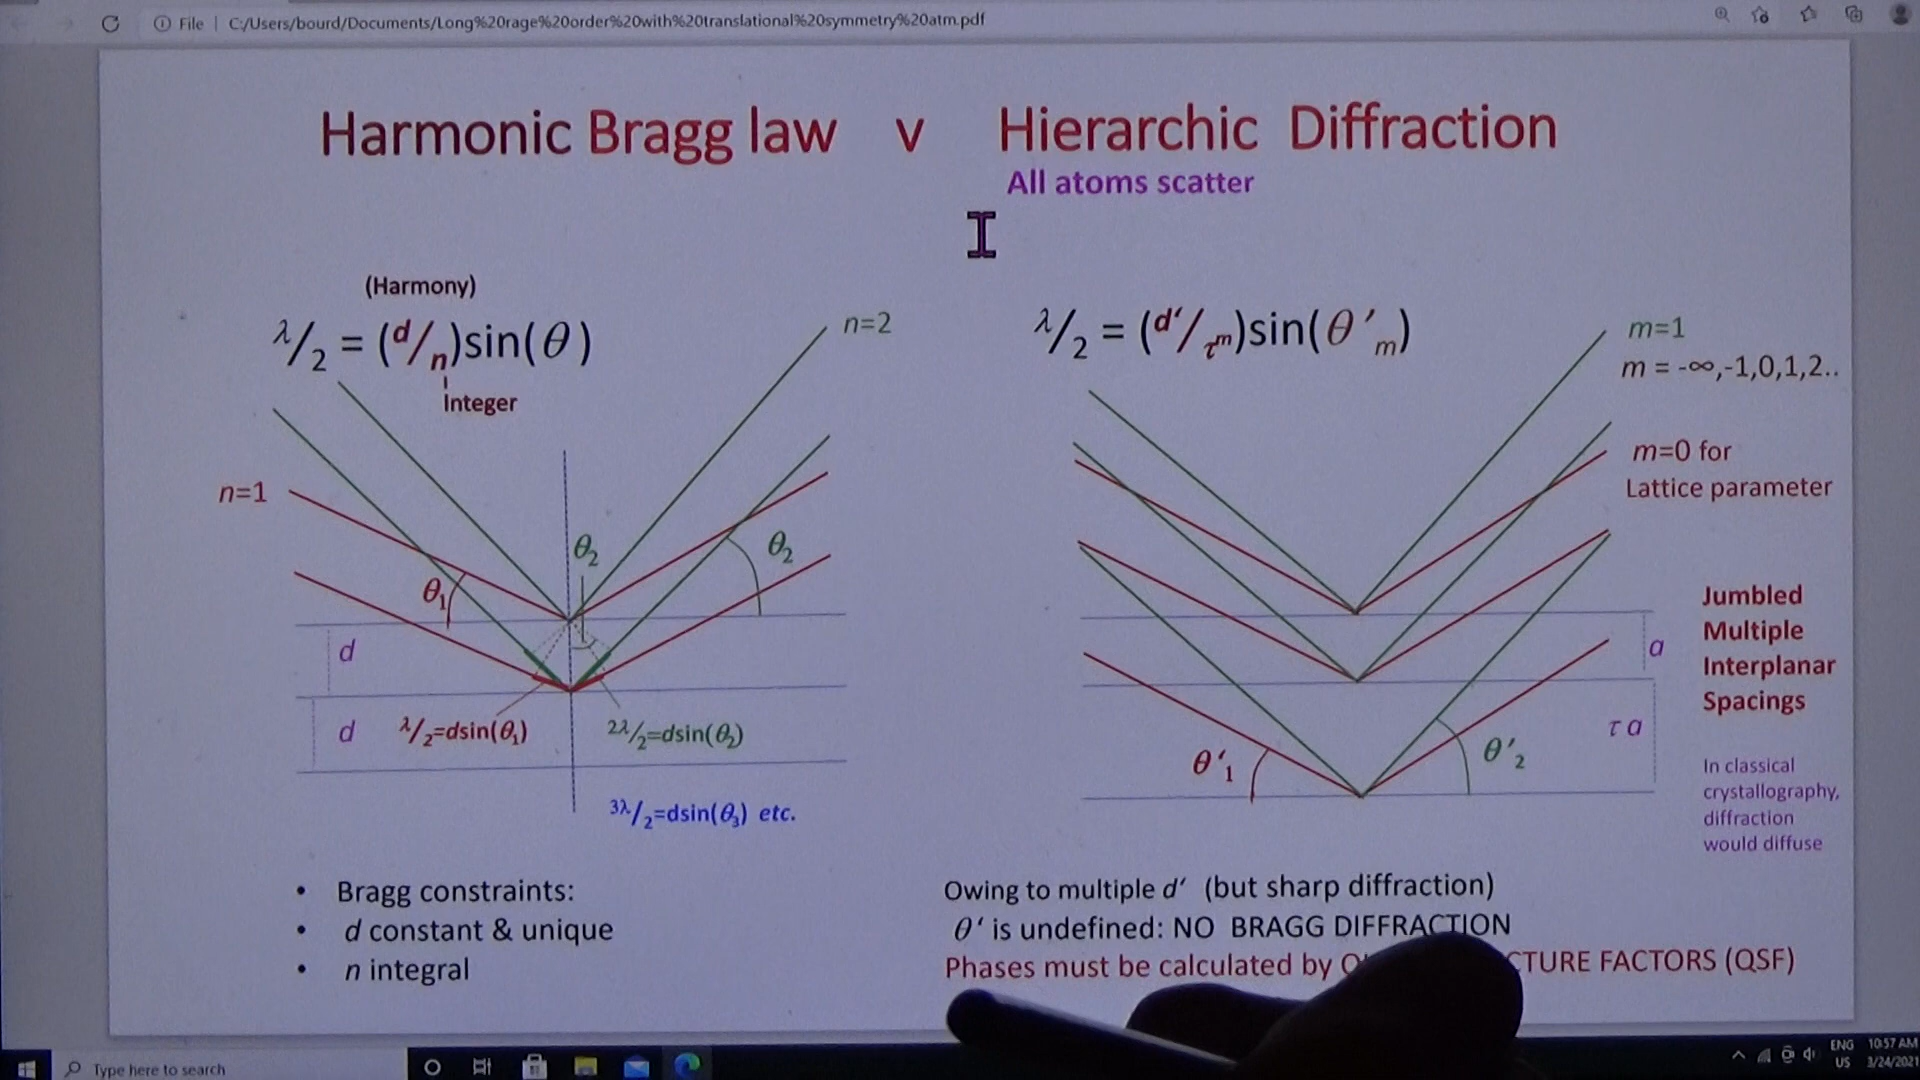 File | C:/Users/bourd/Documents/Long%20rage%20order%20with%20translational%20symmetry%20atm.pdf
Harmonic Bragg law v Hierarchic Diffraction
All atoms scatter
(Harmony)
λ/2 = (d/n)sin(θ)
Integer
n=2
n=1
θ2
θ2
θ1
d
d
λ/2=dsin(θ1)
2λ/2=dsin(θ2)
3λ/2=dsin(θ3) etc.
• Bragg constraints:
• d constant & unique
• n integral
λ/2 = (d'/τᵐ)sin(θ'm)
m=1
m = -∞,-1,0,1,2..
m=0 for
Lattice parameter
Jumbled
Multiple
Interplanar
Spacings
a
τ a
θ'1
θ'2
In classical
crystallography,
diffraction
would diffuse
Owing to multiple d' (but sharp diffraction)
θ' is undefined: NO BRAGG DIFFRACTION
Phases must be calculated by CTURE FACTORS (QSF)
Type here to search
ENG
US
10:57 AM
3/24/2021